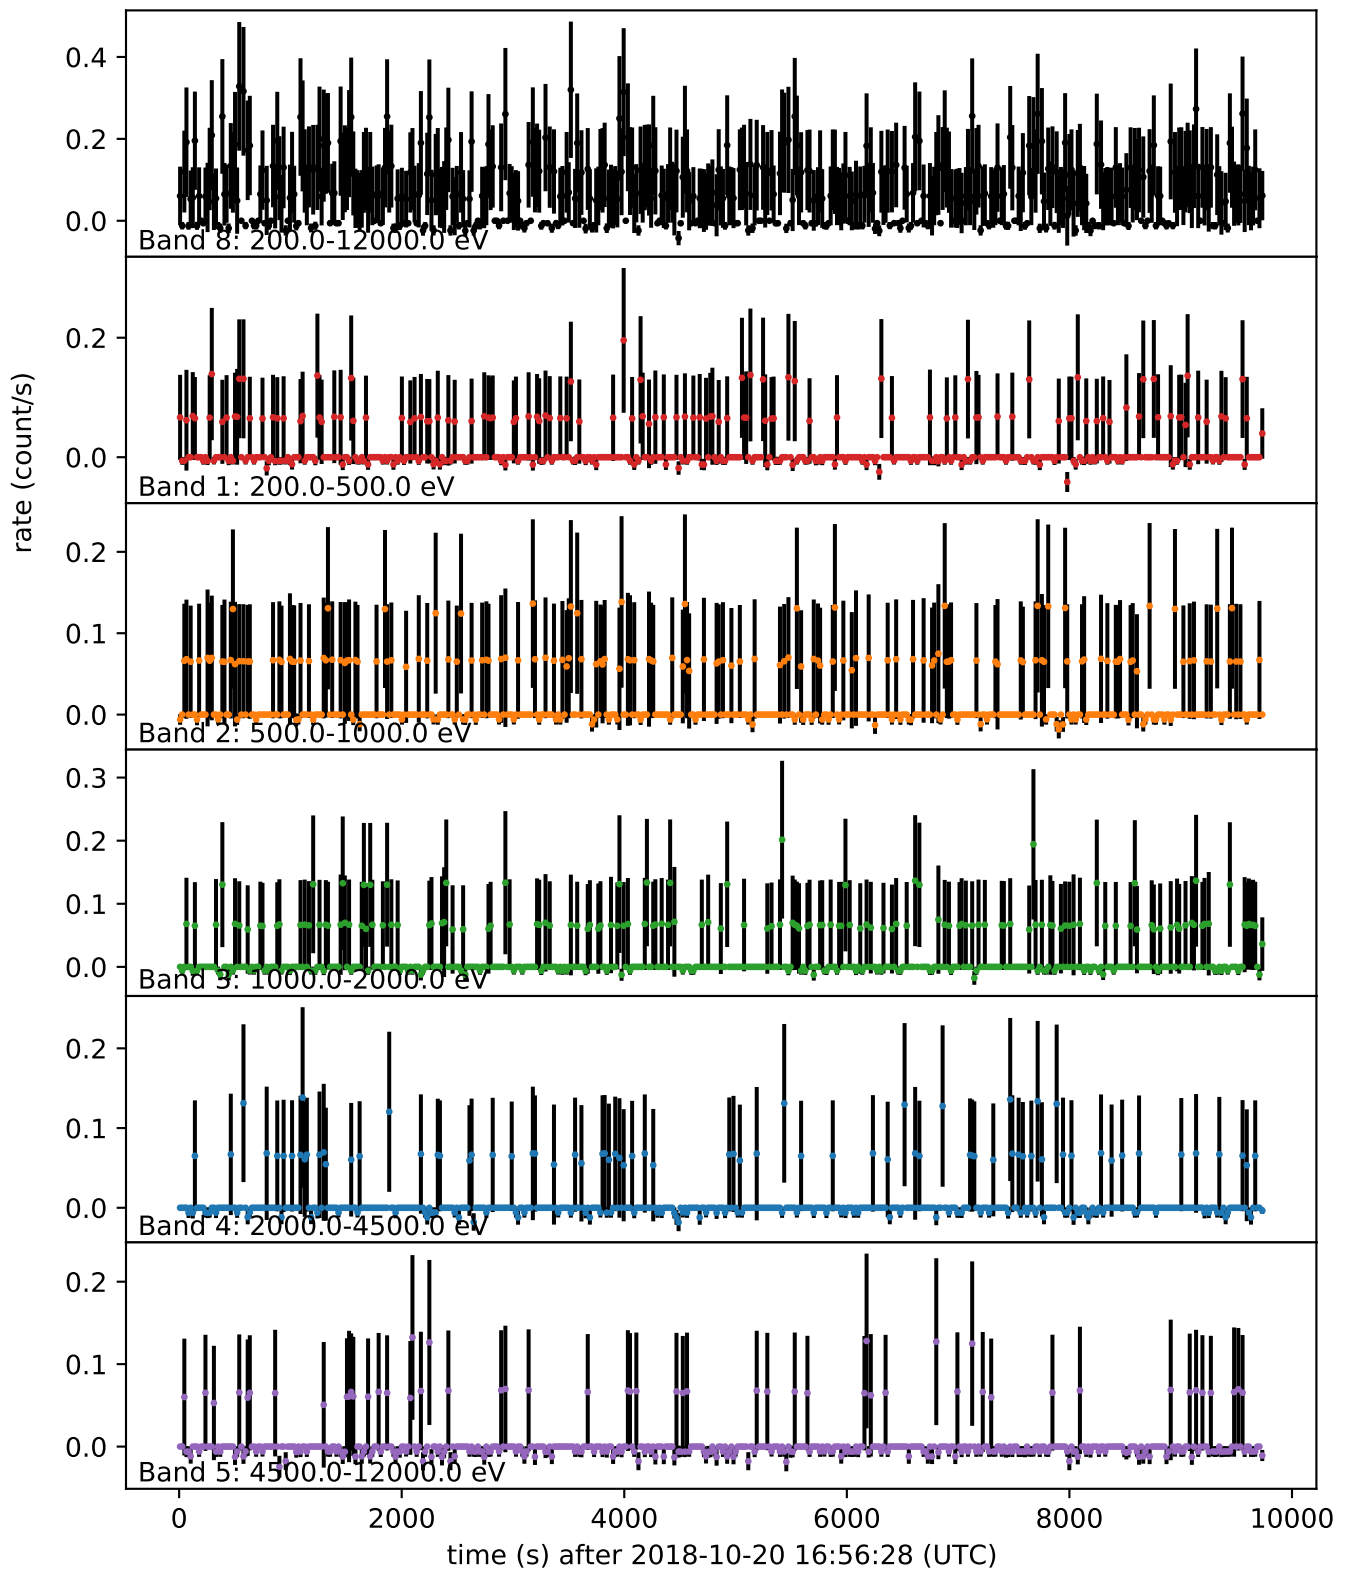 0.4
0.2
0.0
Band 8: 200.0-12000.0 eV
0.2
0.0
Band 1: 200.0-500.0 eV
rate (count/s)
0.2
0.1
0.0
Band 2: 500.0-1000.0 eV
0.3
0.2
0.1
0.0
Band 3: 1000.0-2000.0 eV
0.2
0.1
0.0
Band 4: 2000.0-4500.0 eV
0.2
0.1
0.0
Band 5: 4500.0-12000.0 eV
0 2000 4000 6000 8000 10000
time (s) after 2018-10-20 16:56:28 (UTC)